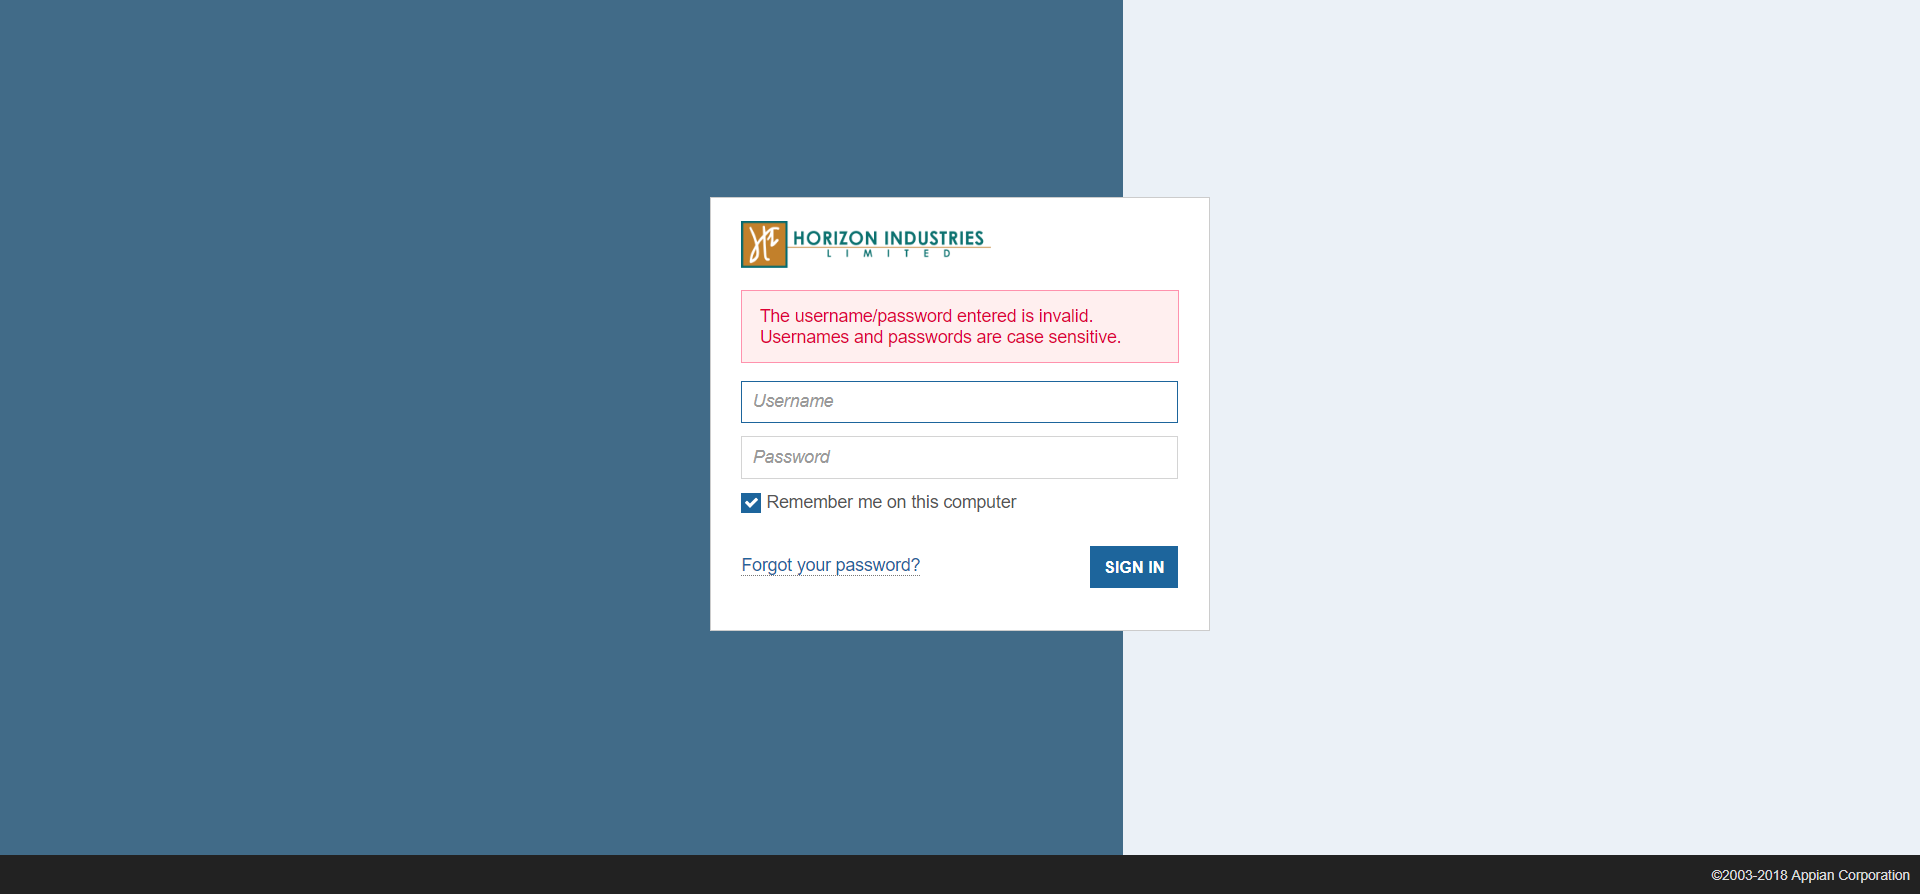 HORIZON INDUSTRIES
LIMITED
The username/password entered is invalid.
Usernames and passwords are case sensitive.
Username
Password
Remember me on this computer
Forgot your password?
SIGN IN
©2003-2018 Appian Corporation